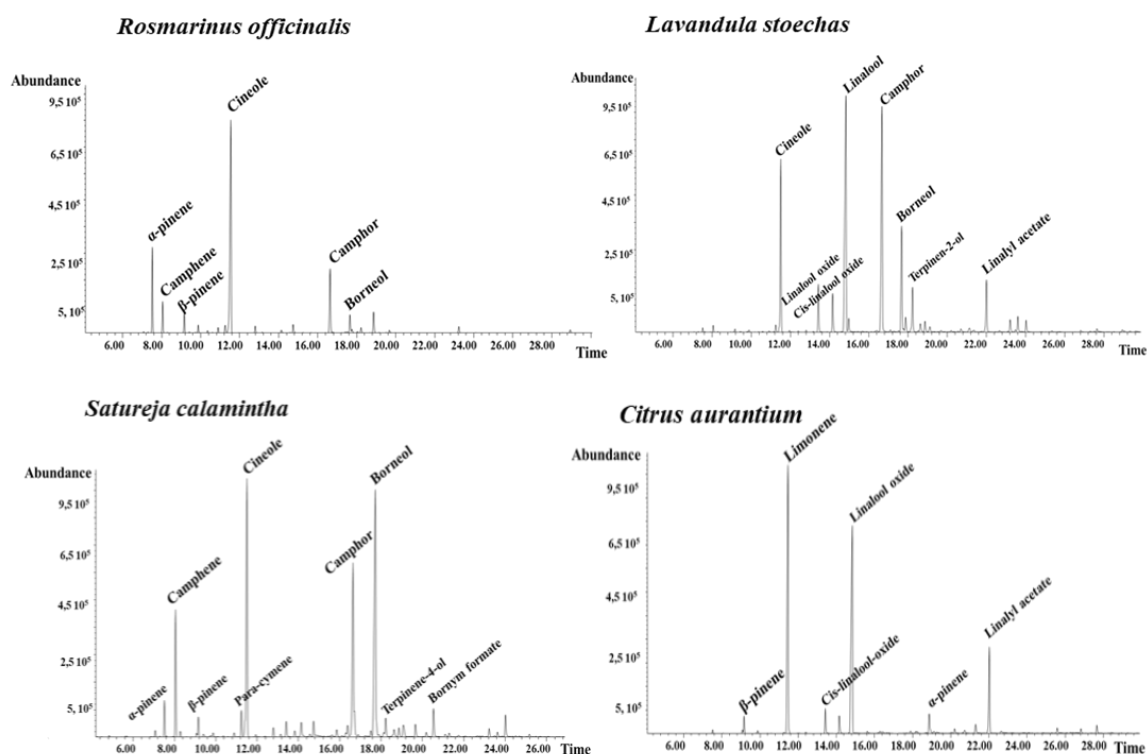 Rosmarinus officinalis
Abundance
9,5 10⁵
6,5 10⁵
4,5 10⁵
2,5 10⁵
5, 10⁵
α-pinene
Camphene
β-pinene
Cineole
Camphor
Borneol
6.00 8.00 10.00 12.00 14.00 16.00 18.00 20.00 22.00 24.00 26.00 28.00
Time
Lavandula stoechas
Abundance
9,5 10⁵
6,5 10⁵
4,5 10⁵
2,5 10⁵
5, 10⁵
Cineole
Linalool oxide
Cis-linalool oxide
Linalool
Camphor
Borneol
Terpinen-2-ol
Linalyl acetate
6.00 8.00 10.00 12.00 14.00 16.00 18.00 20.00 22.00 24.00 26.00 28.00
Time
Satureja calamintha
Abundance
9,5 10⁵
6,5 10⁵
4,5 10⁵
2,5 10⁵
5, 10⁵
α-pinene
Camphene
β-pinene
Para-cymene
Cineole
Camphor
Borneol
Terpinene-4-ol
Bornym formate
6.00 8.00 10.00 12.00 14.00 16.00 18.00 20.00 22.00 24.00 26.00 28.00
Time
Citrus aurantium
Abundance
9,5 10⁵
6,5 10⁵
4,5 10⁵
2,5 10⁵
5, 10⁵
β-pinene
Limonene
Cis-linalool-oxide
Linalool oxide
α-pinene
Linalyl acetate
6.00 8.00 10.00 12.00 14.00 16.00 18.00 20.00 22.00 24.00 26.00 28.00
Time